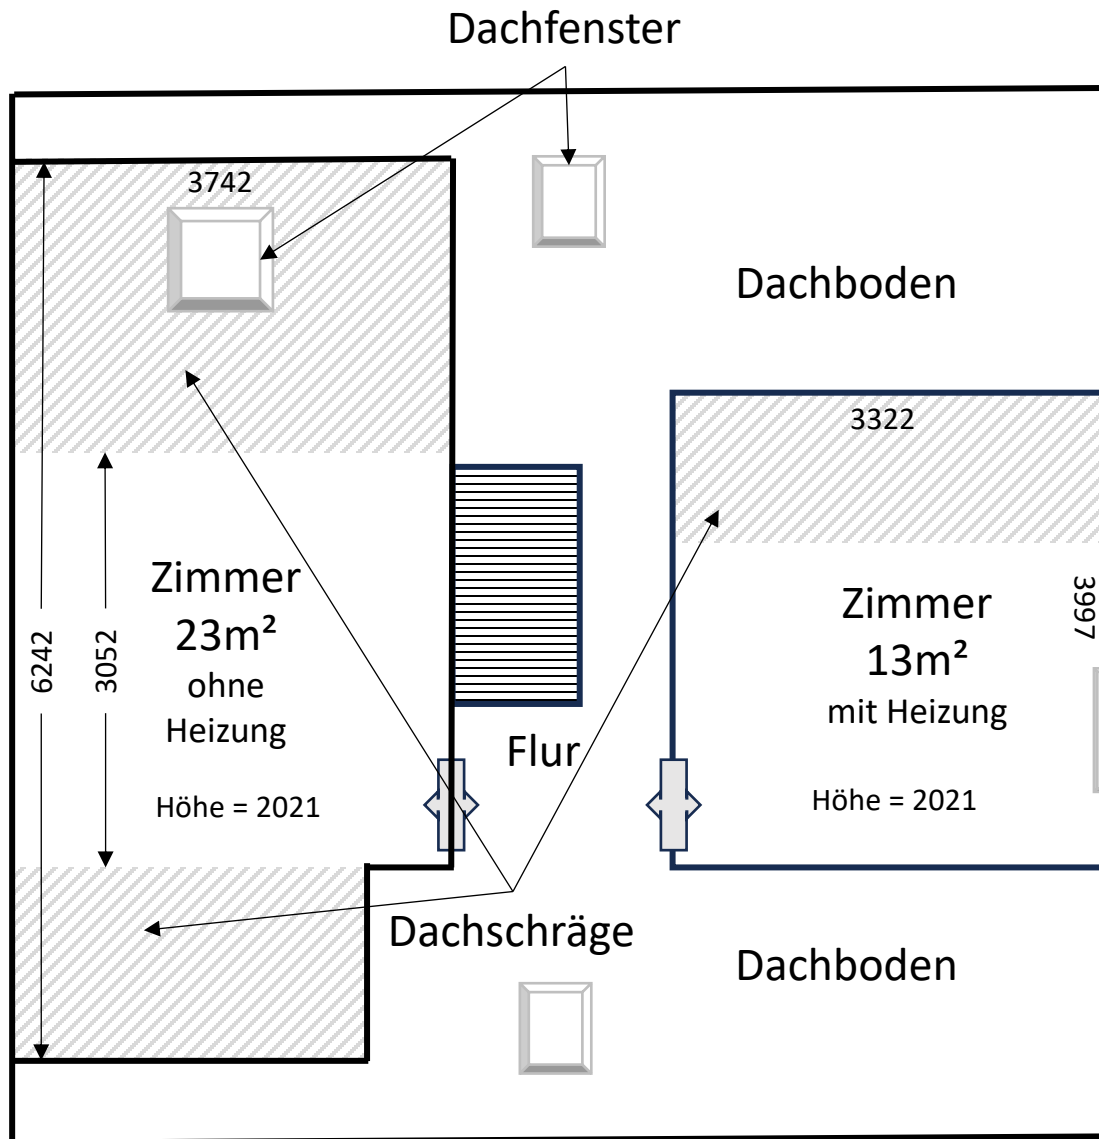 Dachfenster
3742
Dachboden
3322
Zimmer
23m²
ohne
Heizung
6242
3052
Zimmer
13m²
mit Heizung
3997
Flur
Höhe = 2021
Höhe = 2021
Dachschräge
Dachboden